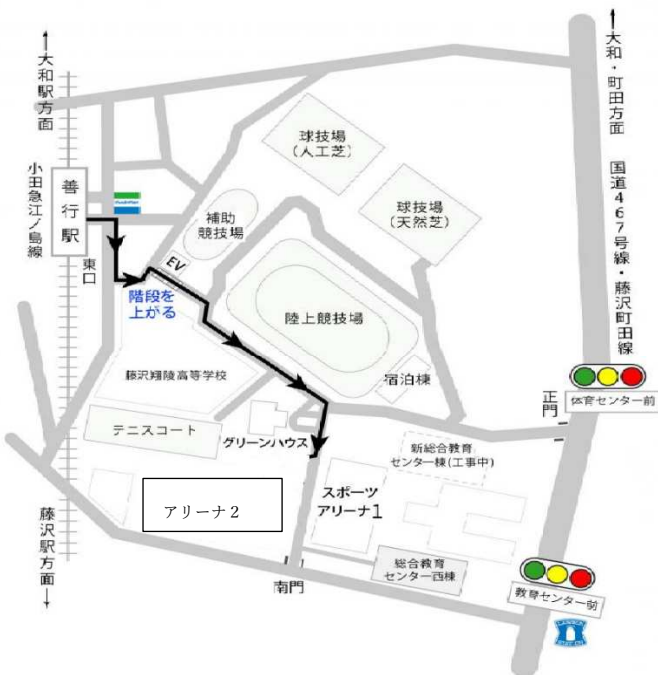 ←大和駅方面
小田急江ノ島線
善行駅
東口
藤沢駅方面→
FamilyMart
階段を
上がる
EV
補助
競技場
球技場
(人工芝)
球技場
(天然芝)
陸上競技場
宿泊棟
藤沢翔陵高等学校
テニスコート
グリーンハウス
アリーナ2
スポーツ
アリーナ1
新総合教育
センター棟(工事中)
総合教育
センター西棟
南門
正門
←大和・町田方面
国道467号線・藤沢町田線
体育センター前
教育センター前
LAWSON
STATION